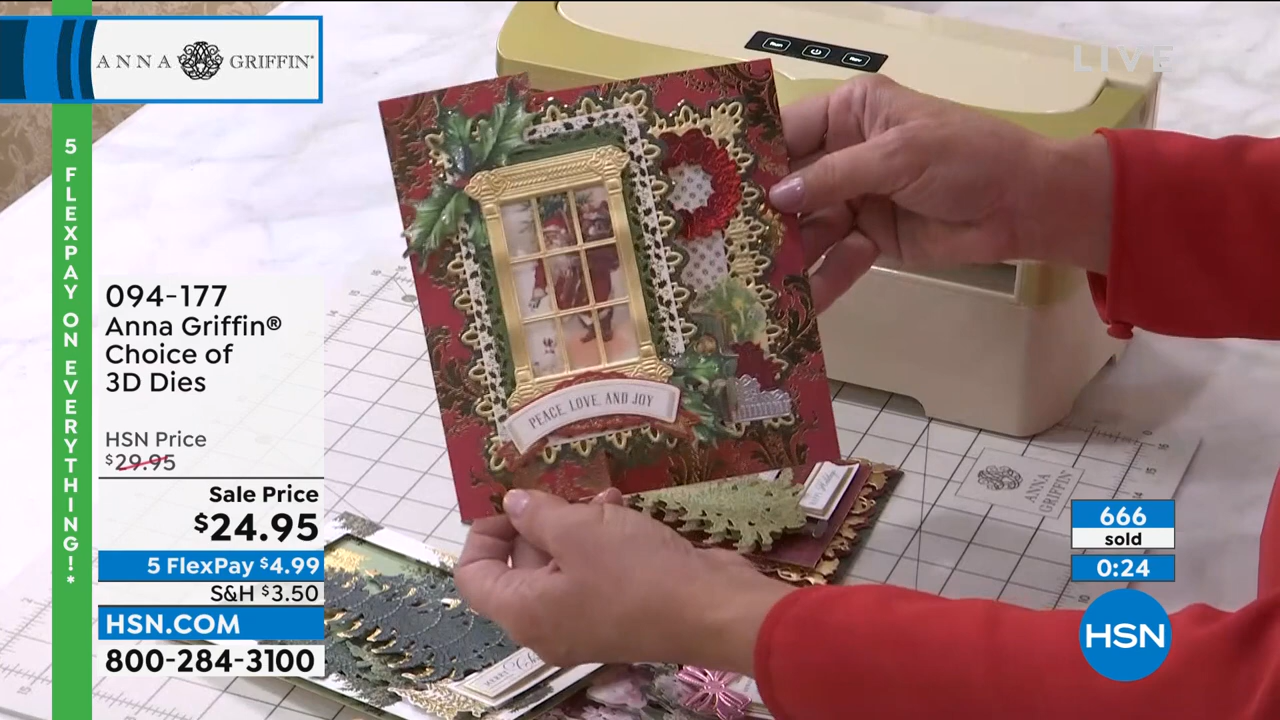 ANNA GRIFFIN®
LIVE
5 FLEXPAY ON EVERYTHING!*
094-177
Anna Griffin®
Choice of
3D Dies
HSN Price
$29.95
Sale Price
$24.95
5 FlexPay $4.99
S&H $3.50
HSN.COM
800-284-3100
Run
Rev
PEACE, LOVE, AND JOY
ANNA
GRIFFIN
666
sold
0:24
HSN